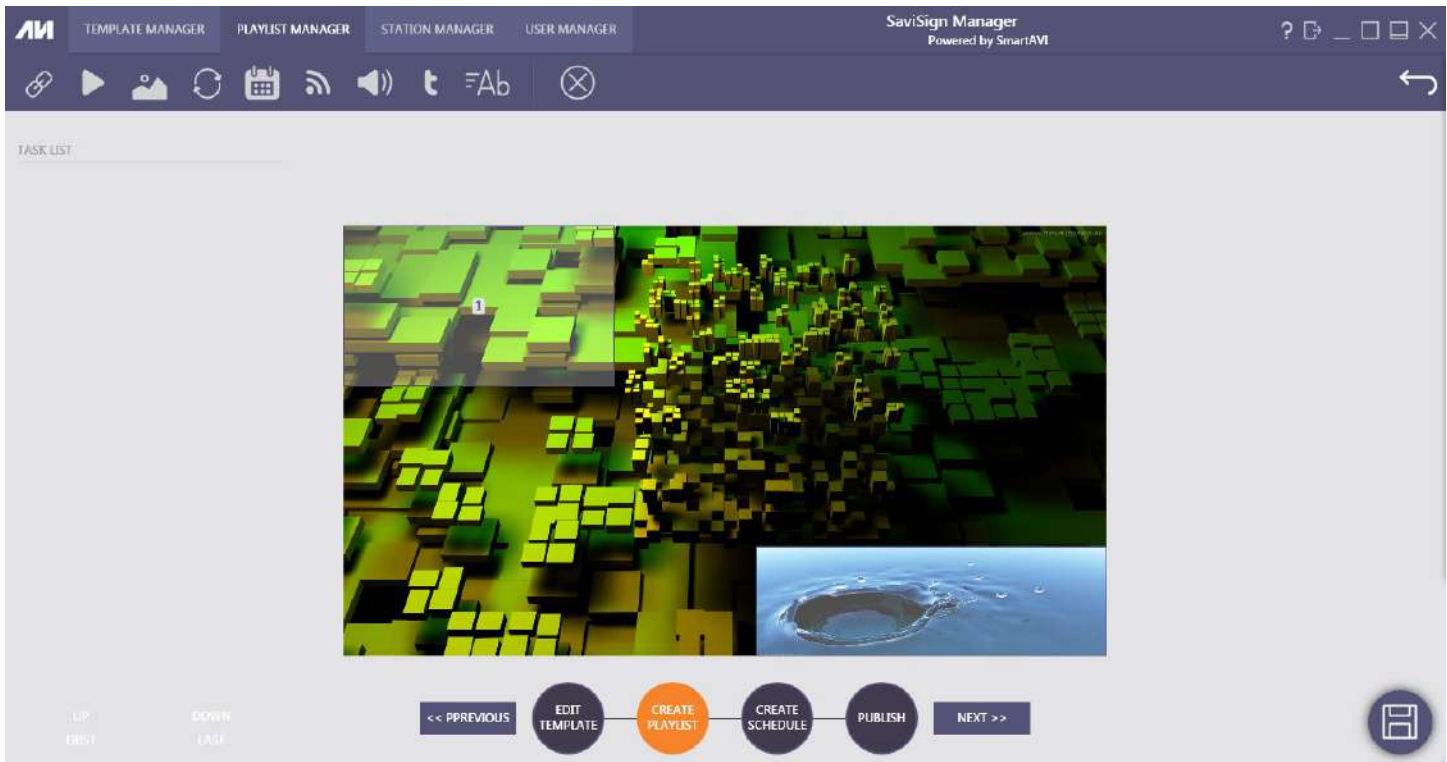 AVI
TEMPLATE MANAGER
PLAYLIST MANAGER
STATION MANAGER
USER MANAGER
SaviSign Manager
Powered by SmartAVI
?
t
Ab
TASK LIST
1
<< PPREVIOUS
EDIT
TEMPLATE
CREATE
PLAYLIST
CREATE
SCHEDULE
PUBLISH
NEXT >>
UP
DOWN
FIRST
LAST